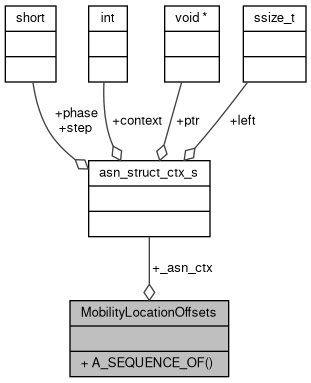 short
int
void *
ssize_t
+phase
+step
+context
+ptr
+left
asn_struct_ctx_s
+_asn_ctx
MobilityLocationOffsets
+ A_SEQUENCE_OF()